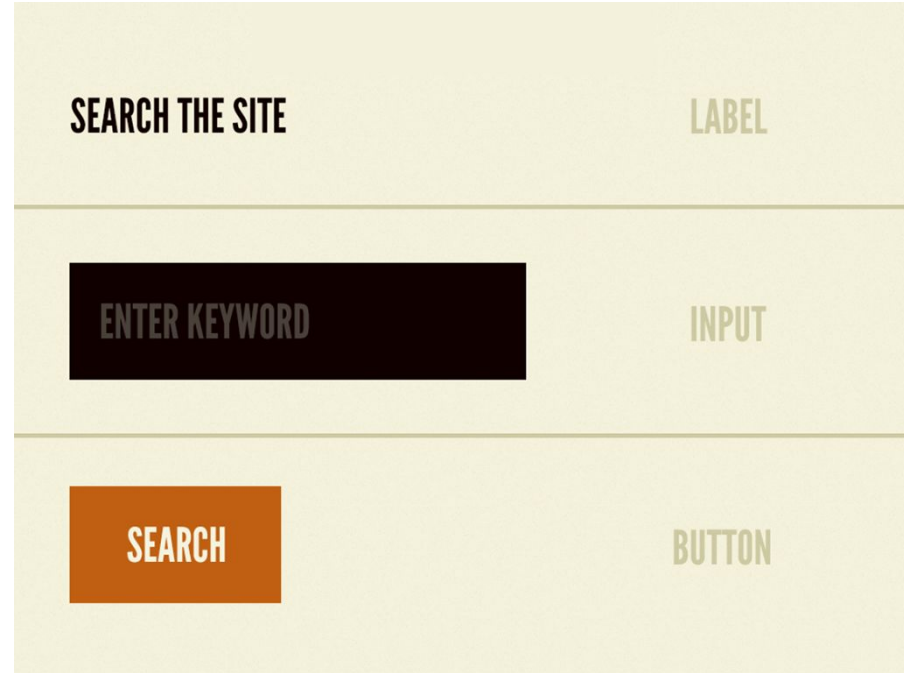 SEARCH THE SITE
LABEL
ENTER KEYWORD
INPUT
SEARCH
BUTTON